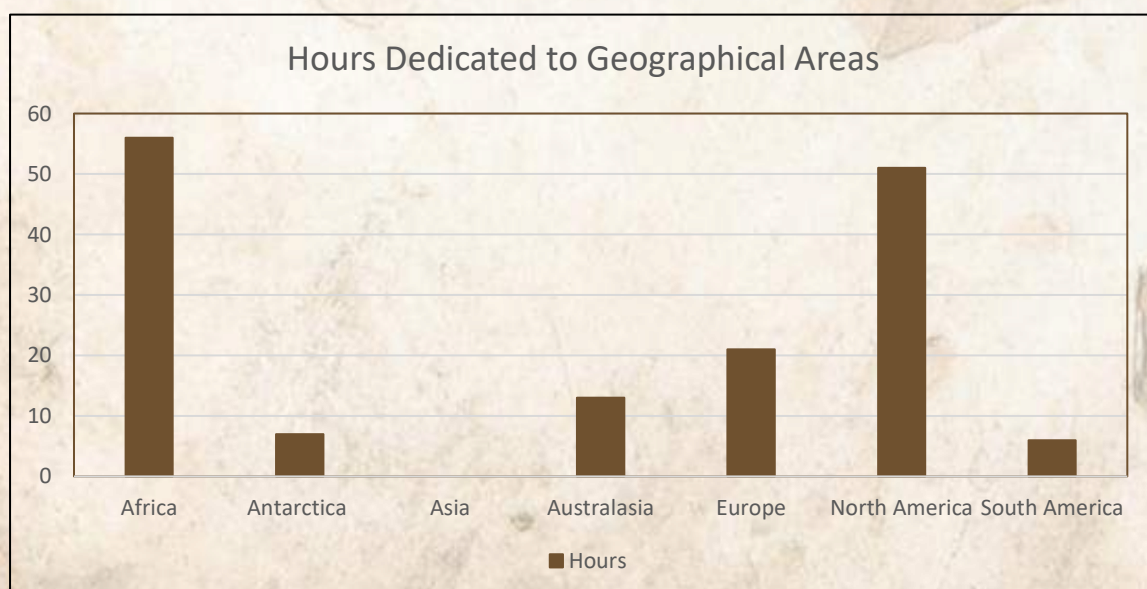 Hours Dedicated to Geographical Areas
60
50
40
30
20
10
0
Africa Antarctica Asia Australasia Europe North America South America
Hours